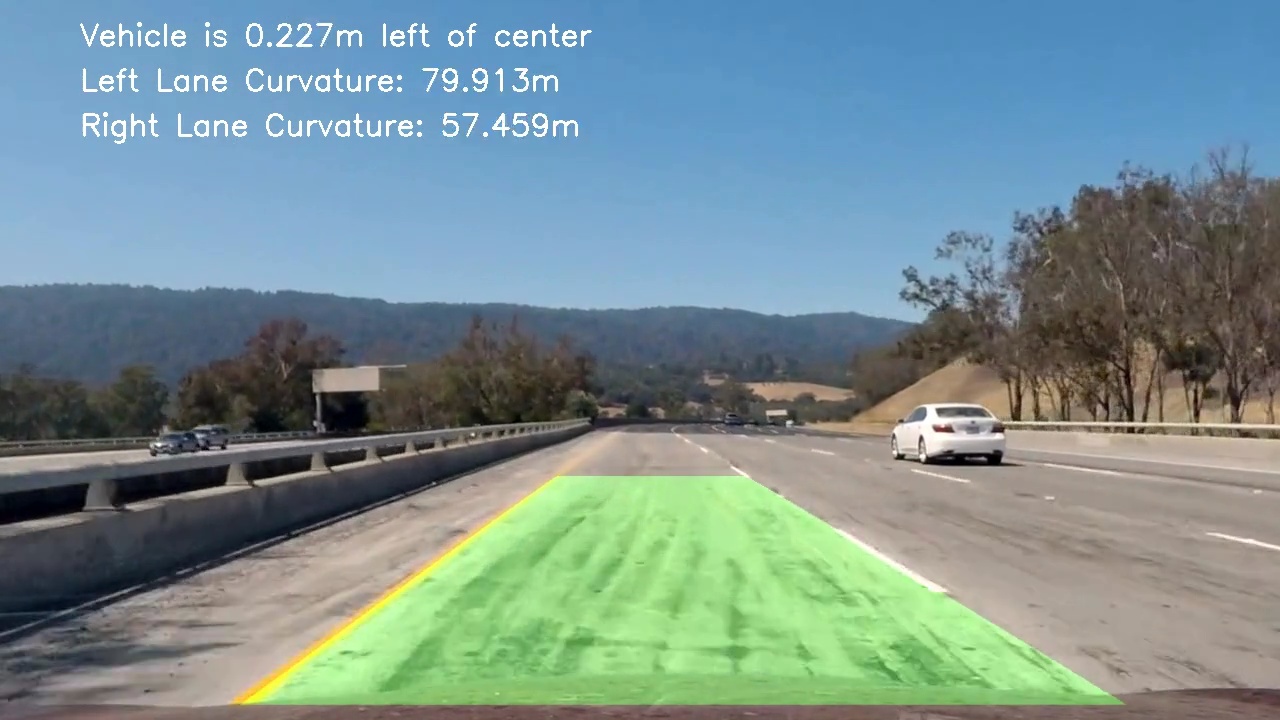 Vehicle is 0.227m left of center
Left Lane Curvature: 79.913m
Right Lane Curvature: 57.459m